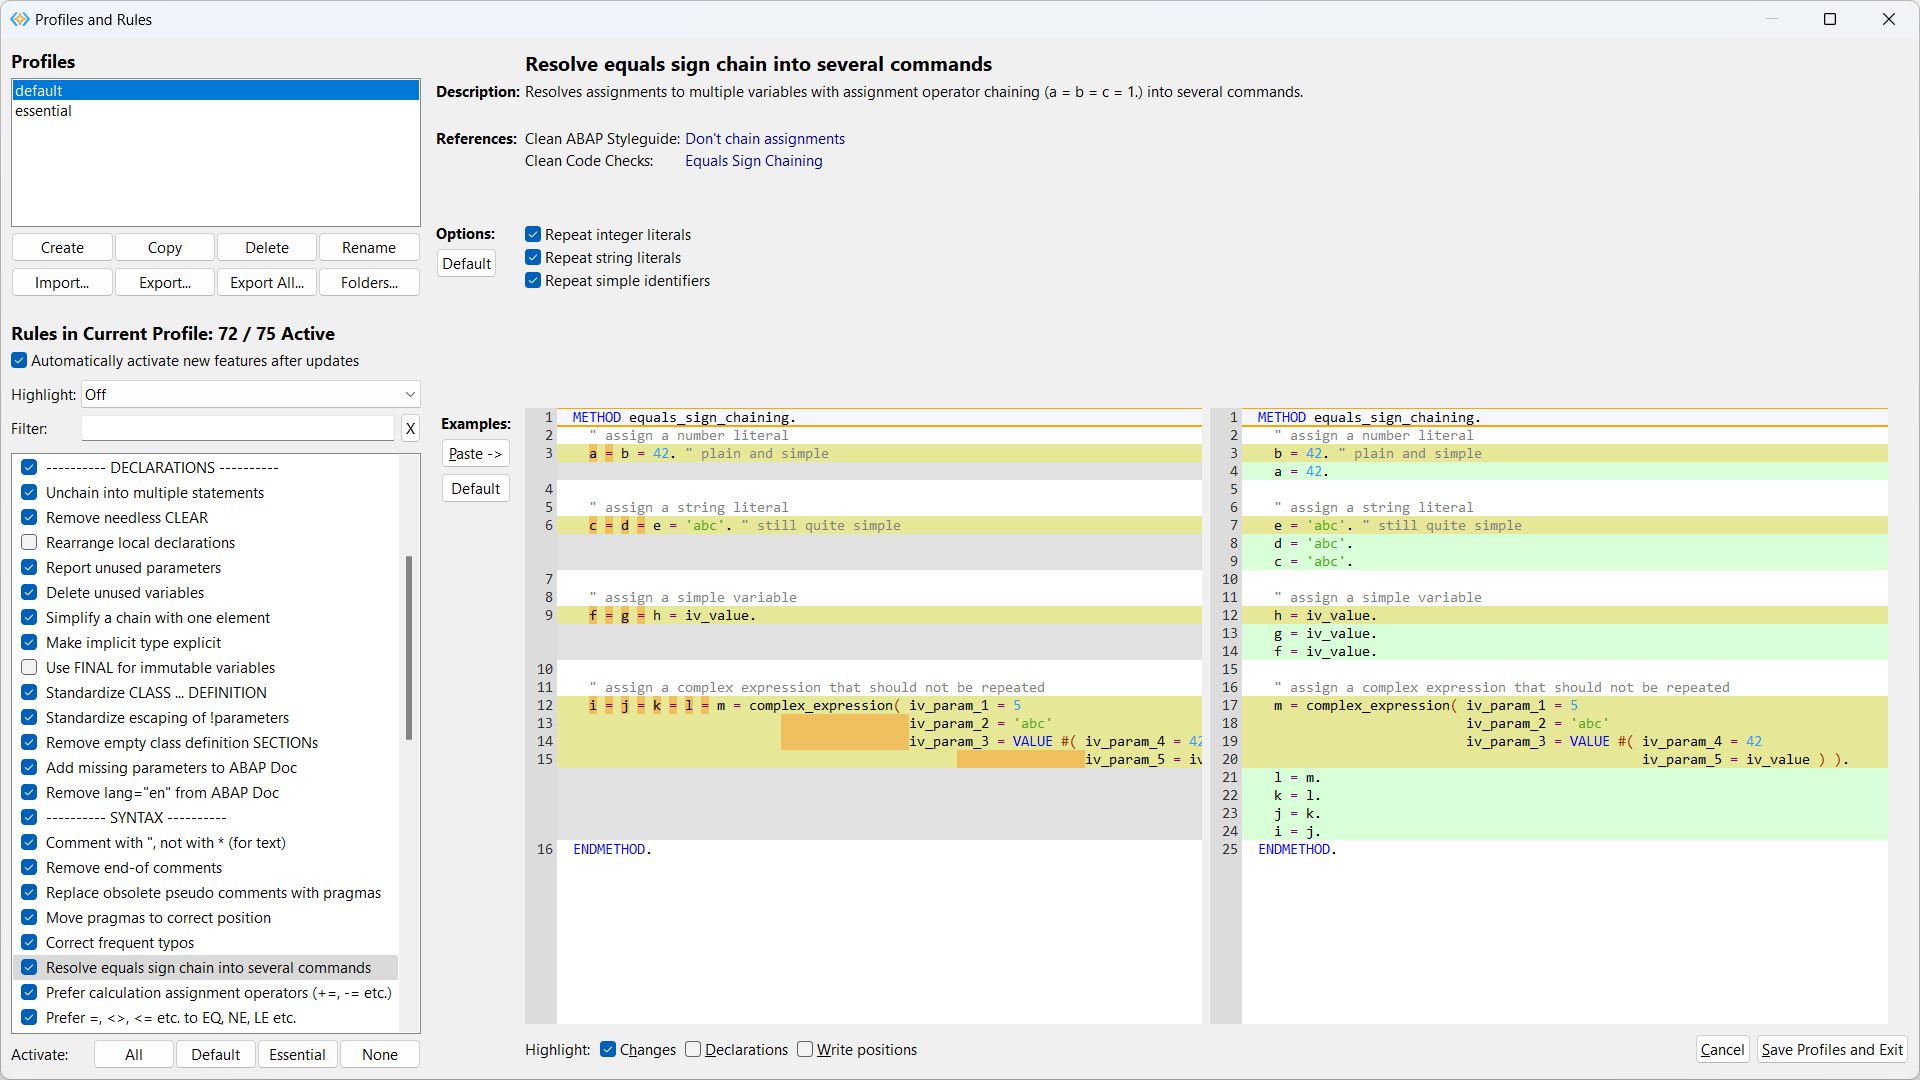 Profiles and Rules
Profiles
default
essential
Create Copy Delete Rename
Import... Export... Export All... Folders...
Rules in Current Profile: 72 / 75 Active
Automatically activate new features after updates
Highlight: Off
Filter: X
---------- DECLARATIONS ----------
Unchain into multiple statements
Remove needless CLEAR
Rearrange local declarations
Report unused parameters
Delete unused variables
Simplify a chain with one element
Make implicit type explicit
Use FINAL for immutable variables
Standardize CLASS ... DEFINITION
Standardize escaping of !parameters
Remove empty class definition SECTIONs
Add missing parameters to ABAP Doc
Remove lang="en" from ABAP Doc
---------- SYNTAX ----------
Comment with ", not with * (for text)
Remove end-of comments
Replace obsolete pseudo comments with pragmas
Move pragmas to correct position
Correct frequent typos
Resolve equals sign chain into several commands
Prefer calculation assignment operators (+=, -= etc.)
Prefer =, <>, <= etc. to EQ, NE, LE etc.
Activate: All Default Essential None
Resolve equals sign chain into several commands
Description: Resolves assignments to multiple variables with assignment operator chaining (a = b = c = 1.) into several commands.
References: Clean ABAP Styleguide: Don't chain assignments
Clean Code Checks: Equals Sign Chaining
Options: Repeat integer literals
Default Repeat string literals
Repeat simple identifiers
Examples:
Paste ->
Default
1 METHOD equals_sign_chaining.
2 " assign a number literal
3 a = b = 42. " plain and simple
4
5 " assign a string literal
6 c = d = e = 'abc'. " still quite simple
7
8 " assign a simple variable
9 f = g = h = iv_value.
10
11 " assign a complex expression that should not be repeated
12 i = j = k = l = m = complex_expression( iv_param_1 = 5
13 iv_param_2 = 'abc'
14 iv_param_3 = VALUE #( iv_param_4 = 42
15 iv_param_5 = iv
16 ENDMETHOD.
1 METHOD equals_sign_chaining.
2 " assign a number literal
3 b = 42. " plain and simple
4 a = 42.
5
6 " assign a string literal
7 e = 'abc'. " still quite simple
8 d = 'abc'.
9 c = 'abc'.
10
11 " assign a simple variable
12 h = iv_value.
13 g = iv_value.
14 f = iv_value.
15
16 " assign a complex expression that should not be repeated
17 m = complex_expression( iv_param_1 = 5
18 iv_param_2 = 'abc'
19 iv_param_3 = VALUE #( iv_param_4 = 42
20 iv_param_5 = iv_value ) ).
21 l = m.
22 k = l.
23 j = k.
24 i = j.
25 ENDMETHOD.
Highlight: Changes Declarations Write positions
Cancel Save Profiles and Exit